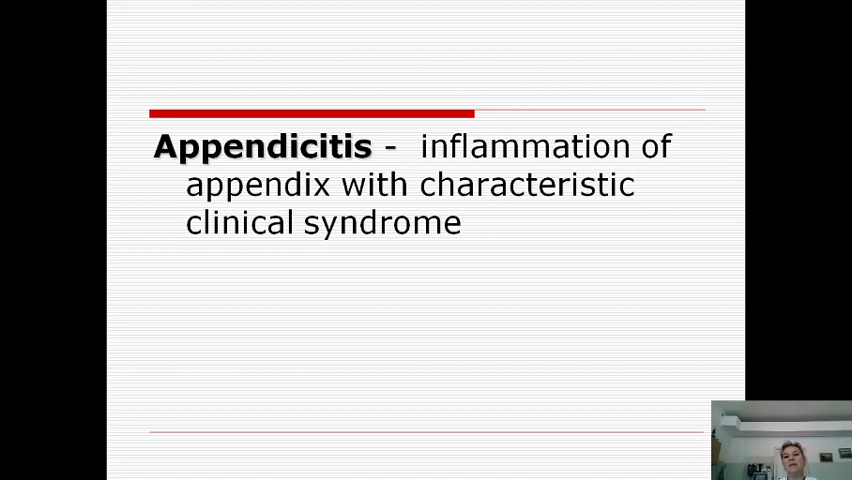 Appendicitis - inflammation of
appendix with characteristic
clinical syndrome